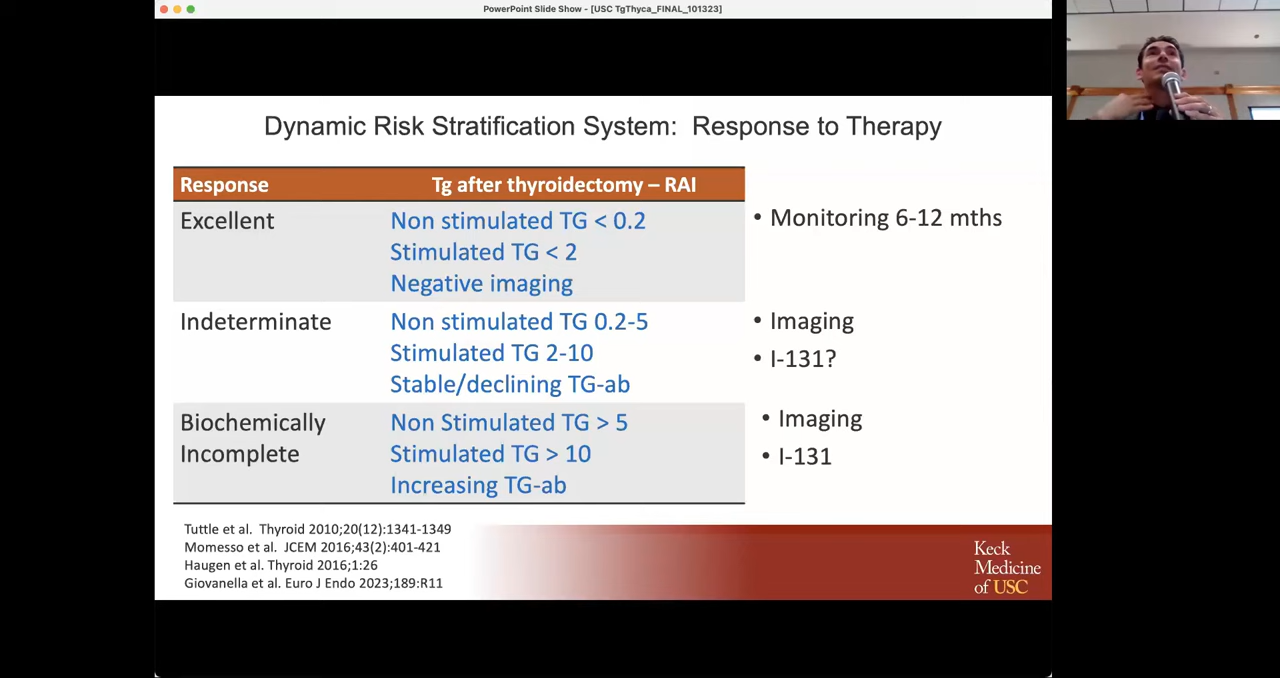 PowerPoint Slide Show - [USC TgThyca_FINAL_101323]
Dynamic Risk Stratification System: Response to Therapy
Response Tg after thyroidectomy – RAI
Excellent Non stimulated TG < 0.2
Stimulated TG < 2
Negative imaging
• Monitoring 6-12 mths
Indeterminate Non stimulated TG 0.2-5
Stimulated TG 2-10
Stable/declining TG-ab
• Imaging
• I-131?
Biochemically Non Stimulated TG > 5
Incomplete Stimulated TG > 10
Increasing TG-ab
• Imaging
• I-131
Tuttle et al. Thyroid 2010;20(12):1341-1349
Momesso et al. JCEM 2016;43(2):401-421
Haugen et al. Thyroid 2016;1:26
Giovanella et al. Euro J Endo 2023;189:R11
Keck
Medicine
of USC